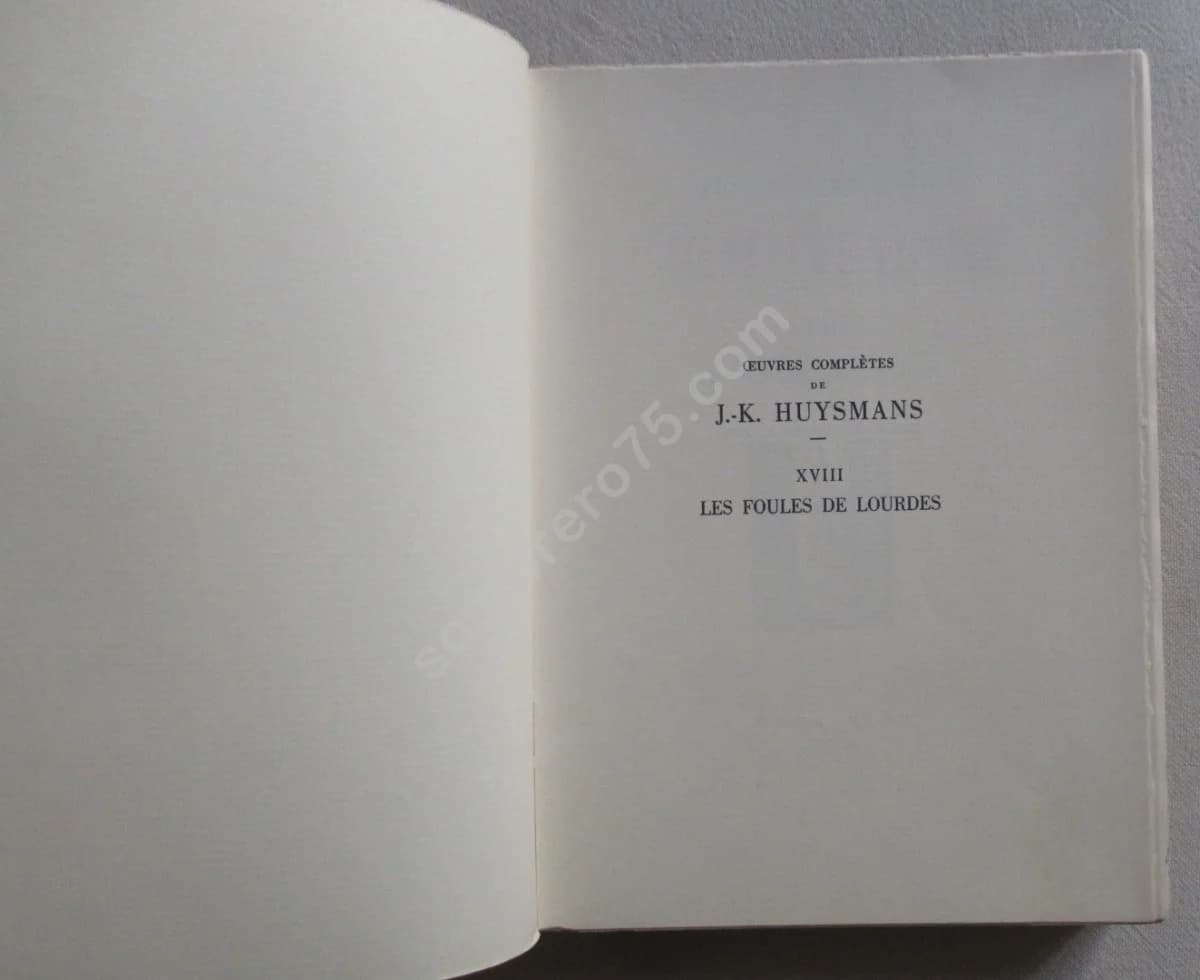 ŒUVRES COMPLÈTES
DE
J.-K. HUYSMANS
—
XVIII
LES FOULES DE LOURDES